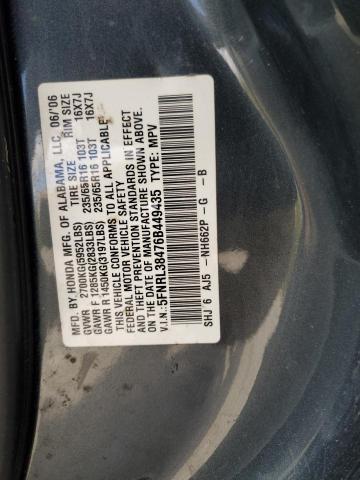 MFD. BY HONDA MFG. OF ALABAMA, LLC. 06/'06
TIRE SIZE RIM SIZE
GVWR 2700KG(5952LBS)
GAWR F 1285KG(2833LBS) 235/65R16 103T 16X7J
GAWR R 1450KG(3197LBS) 235/65R16 103T 16X7J
THIS VEHICLE CONFORMS TO ALL APPLICABLE
FEDERAL MOTOR VEHICLE SAFETY, BUMPER,
AND THEFT PREVENTION STANDARDS IN EFFECT
ON THE DATE OF MANUFACTURE SHOWN ABOVE.
V.I.N.: 5FNRL38476B449435 TYPE: MPV
SHJ 6 AJ5 -NH662P -G -B